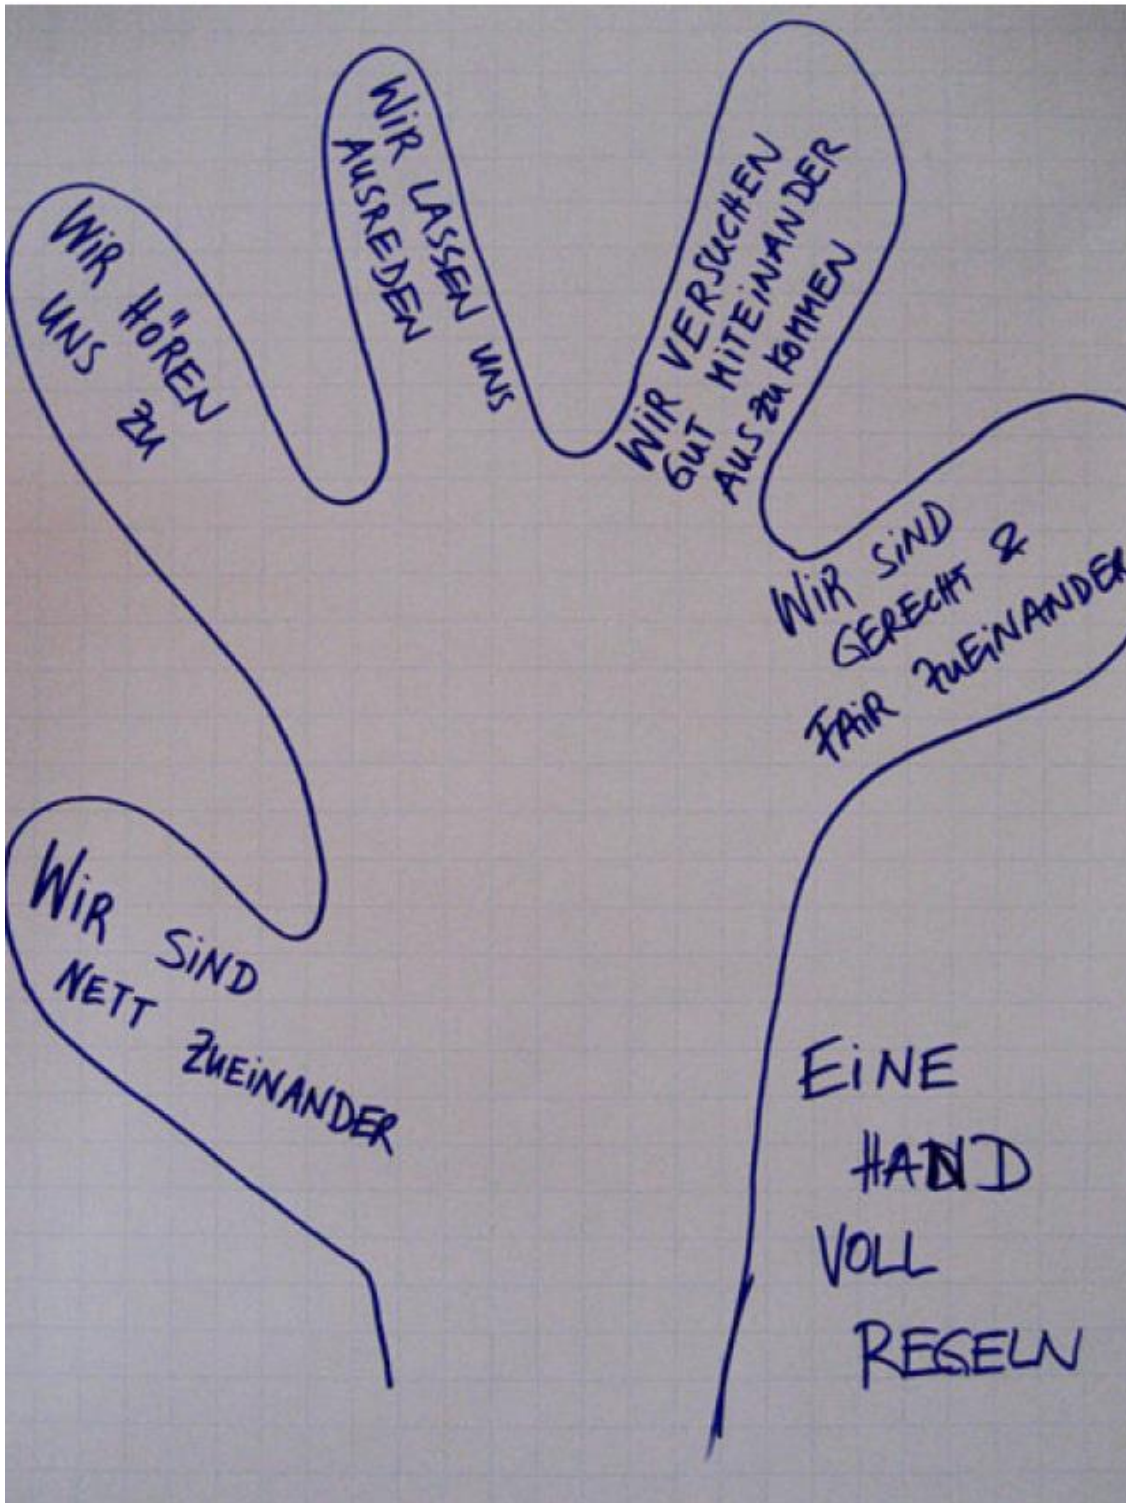 WIR LASSEN UNS
AUSREDEN
WIR VERSUCHEN
GUT MITEINANDER
AUSZUKOMMEN
WIR HÖREN
UNS ZU
WIR SIND
GERECHT &
FAIR ZUEINANDER
WIR SIND
NETT ZUEINANDER
EINE
HAND
VOLL
REGELN